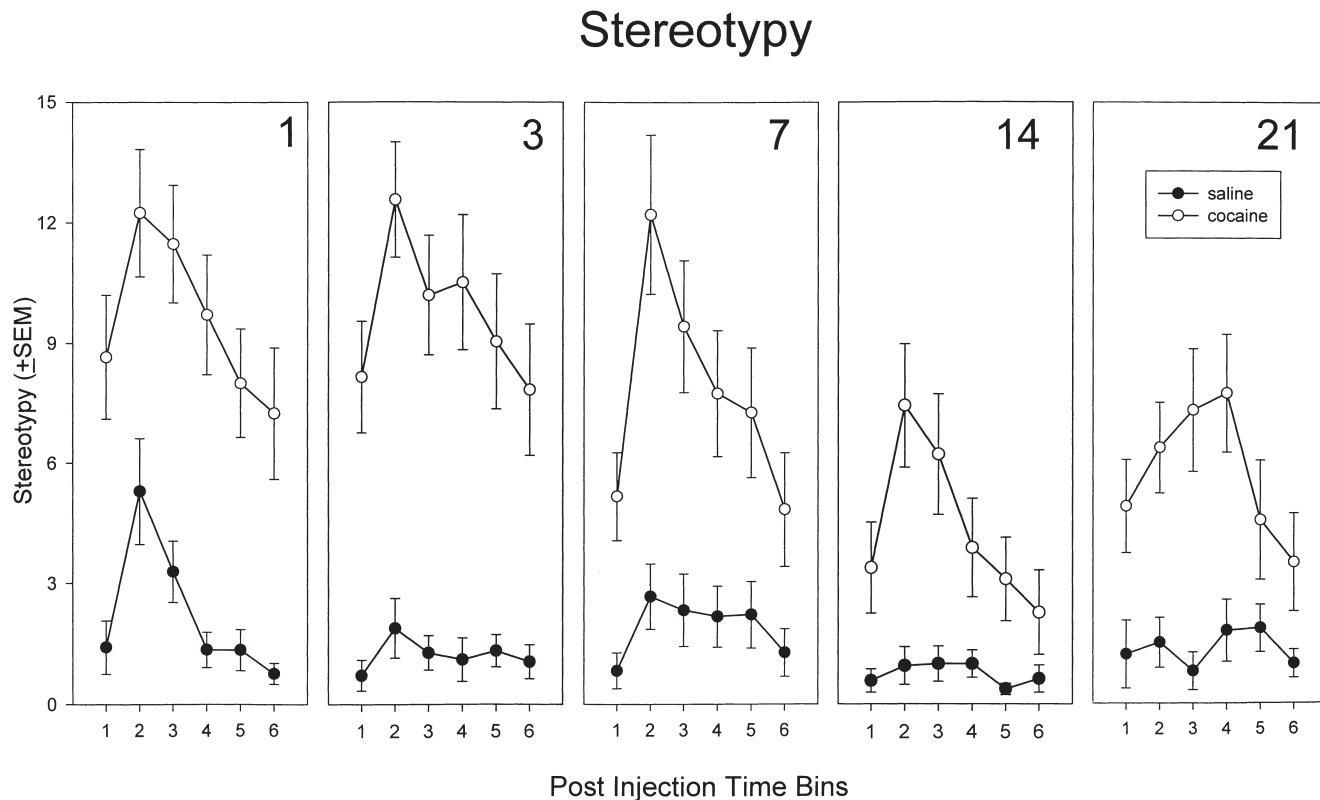 Stereotypy
1
3
7
14
21
saline
cocaine
15
12
9
6
3
0
Stereotypy (±SEM)
1 2 3 4 5 6
1 2 3 4 5 6
1 2 3 4 5 6
1 2 3 4 5 6
1 2 3 4 5 6
Post Injection Time Bins